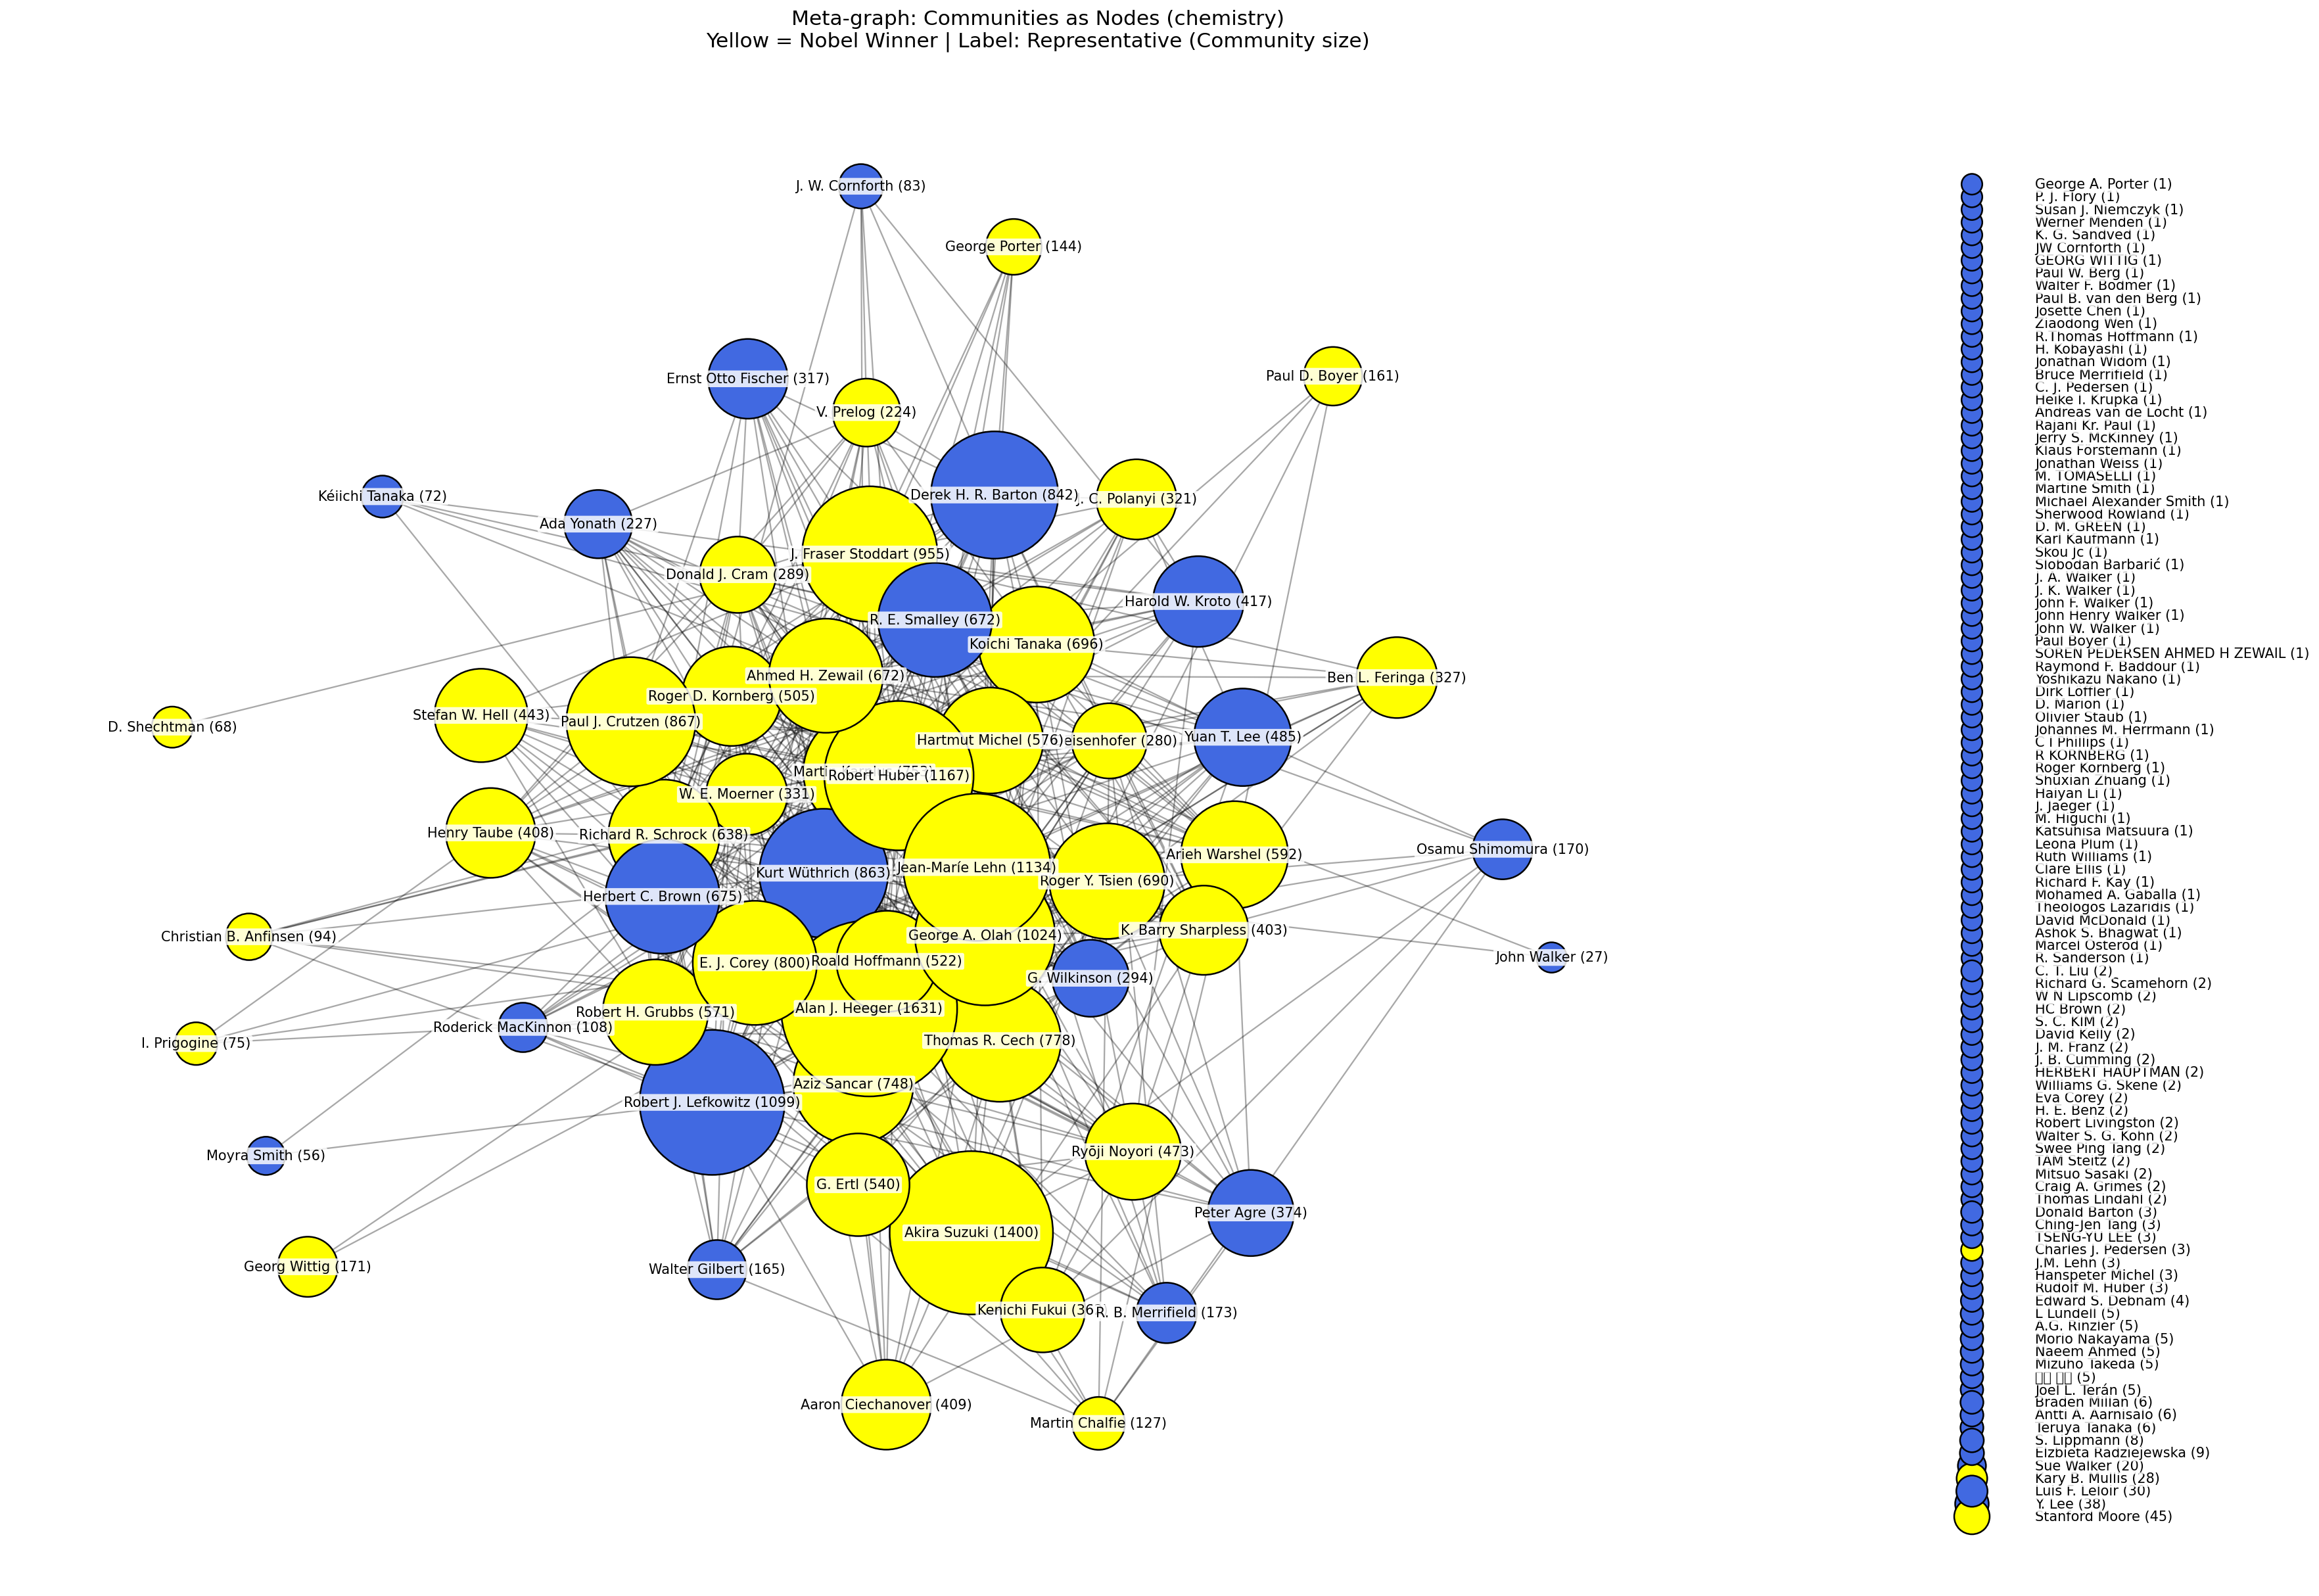 Meta-graph: Communities as Nodes (chemistry)
Yellow = Nobel Winner | Label: Representative (Community size)
J. W. Cornforth (83)
George Porter (144)
Ernst Otto Fischer (317)
Paul D. Boyer (161)
V. Prelog (224)
Kéiichi Tanaka (72)
Derek H. R. Barton (842)
J. C. Polanyi (321)
Ada Yonath (227)
J. Fraser Stoddart (955)
Donald J. Cram (289)
Harold W. Kroto (417)
R. E. Smalley (672)
Koichi Tanaka (696)
Ahmed H. Zewail (672)
Ben L. Feringa (327)
Roger D. Kornberg (505)
Stefan W. Hell (443)
Paul J. Crutzen (867)
D. Shechtman (68)
Hartmut Michel (576)
eisenhofer (280)
Yuan T. Lee (485)
Robert Huber (1167)
W. E. Moerner (331)
Henry Taube (408)
Richard R. Schrock (638)
Osamu Shimomura (170)
Arieh Warshel (592)
Kurt Wüthrich (863)
Jean-Maríe Lehn (1134)
Roger Y. Tsien (690)
Herbert C. Brown (675)
K. Barry Sharpless (403)
Christian B. Anfinsen (94)
George A. Olah (1024)
John Walker (27)
E. J. Corey (800)
Roald Hoffmann (522)
G. Wilkinson (294)
Alan J. Heeger (1631)
Robert H. Grubbs (571)
Roderick MacKinnon (108)
I. Prigogine (75)
Thomas R. Cech (778)
Aziz Sancar (748)
Robert J. Lefkowitz (1099)
Moyra Smith (56)
Ryōji Noyori (473)
G. Ertl (540)
Peter Agre (374)
Akira Suzuki (1400)
Georg Wittig (171)
Walter Gilbert (165)
Kenichi Fukui (36
R. B. Merrifield (173)
Aaron Ciechanover (409)
Martin Chalfie (127)
George A. Porter (1)
P. J. Flory (1)
Susan J. Niemczyk (1)
Werner Menden (1)
K. G. Sandved (1)
JW Cornforth (1)
GEORG WITTIG (1)
Paul W. Berg (1)
Walter F. Bodmer (1)
Paul B. van den Berg (1)
Josette Chen (1)
Ziaodong Wen (1)
R.Thomas Hoffmann (1)
H. Kobayashi (1)
Jonathan Widom (1)
Bruce Merrifield (1)
C. J. Pedersen (1)
Heike I. Krupka (1)
Andreas van de Locht (1)
Rajani Kr. Paul (1)
Jerry S. McKinney (1)
Klaus Forstemann (1)
Jonathan Weiss (1)
M. TOMASELLI (1)
Martine Smith (1)
Michael Alexander Smith (1)
Sherwood Rowland (1)
D. M. GREEN (1)
Karl Kaufmann (1)
Skou Jc (1)
Slobodan Barbarić (1)
J. A. Walker (1)
J. K. Walker (1)
John F. Walker (1)
John Henry Walker (1)
John W. Walker (1)
Paul Boyer (1)
SOREN PEDERSEN AHMED H ZEWAIL (1)
Raymond F. Baddour (1)
Yoshikazu Nakano (1)
Dirk Loffler (1)
D. Marion (1)
Olivier Staub (1)
Johannes M. Herrmann (1)
C I Phillips (1)
R KORNBERG (1)
Roger Kornberg (1)
Shuxian Zhuang (1)
Haiyan Li (1)
J. Jaeger (1)
M. Higuchi (1)
Katsuhisa Matsuura (1)
Leona Plum (1)
Ruth Williams (1)
Clare Ellis (1)
Richard F. Kay (1)
Mohamed A. Gaballa (1)
Theologos Lazaridis (1)
David McDonald (1)
Ashok S. Bhagwat (1)
Marcel Osterod (1)
R. Sanderson (1)
C. T. Liu (2)
Richard G. Scamehorn (2)
W N Lipscomb (2)
HC Brown (2)
S. C. KIM (2)
David Kelly (2)
J. M. Franz (2)
J. B. Cumming (2)
HERBERT HAUPTMAN (2)
Williams G. Skene (2)
Eva Corey (2)
H. E. Benz (2)
Robert Livingston (2)
Walter S. G. Kohn (2)
Swee Ping Tang (2)
TAM Steitz (2)
Mitsuo Sasaki (2)
Craig A. Grimes (2)
Thomas Lindahl (2)
Donald Barton (3)
Ching-Jen Tang (3)
TSENG-YU LEE (3)
Charles J. Pedersen (3)
J.M. Lehn (3)
Hanspeter Michel (3)
Rudolf M. Huber (3)
Edward S. Debnam (4)
L Lundell (5)
A.G. Rinzler (5)
Morio Nakayama (5)
Naeem Ahmed (5)
Mizuho Takeda (5)
(5)
Joel L. Terán (5)
Braden Milian (6)
Antti A. Aarnisalo (6)
Teruya Tanaka (6)
S. Lippmann (8)
Elzbieta Radziejewska (9)
Sue Walker (20)
Kary B. Mullis (28)
Luis F. Leloir (30)
Y. Lee (38)
Stanford Moore (45)